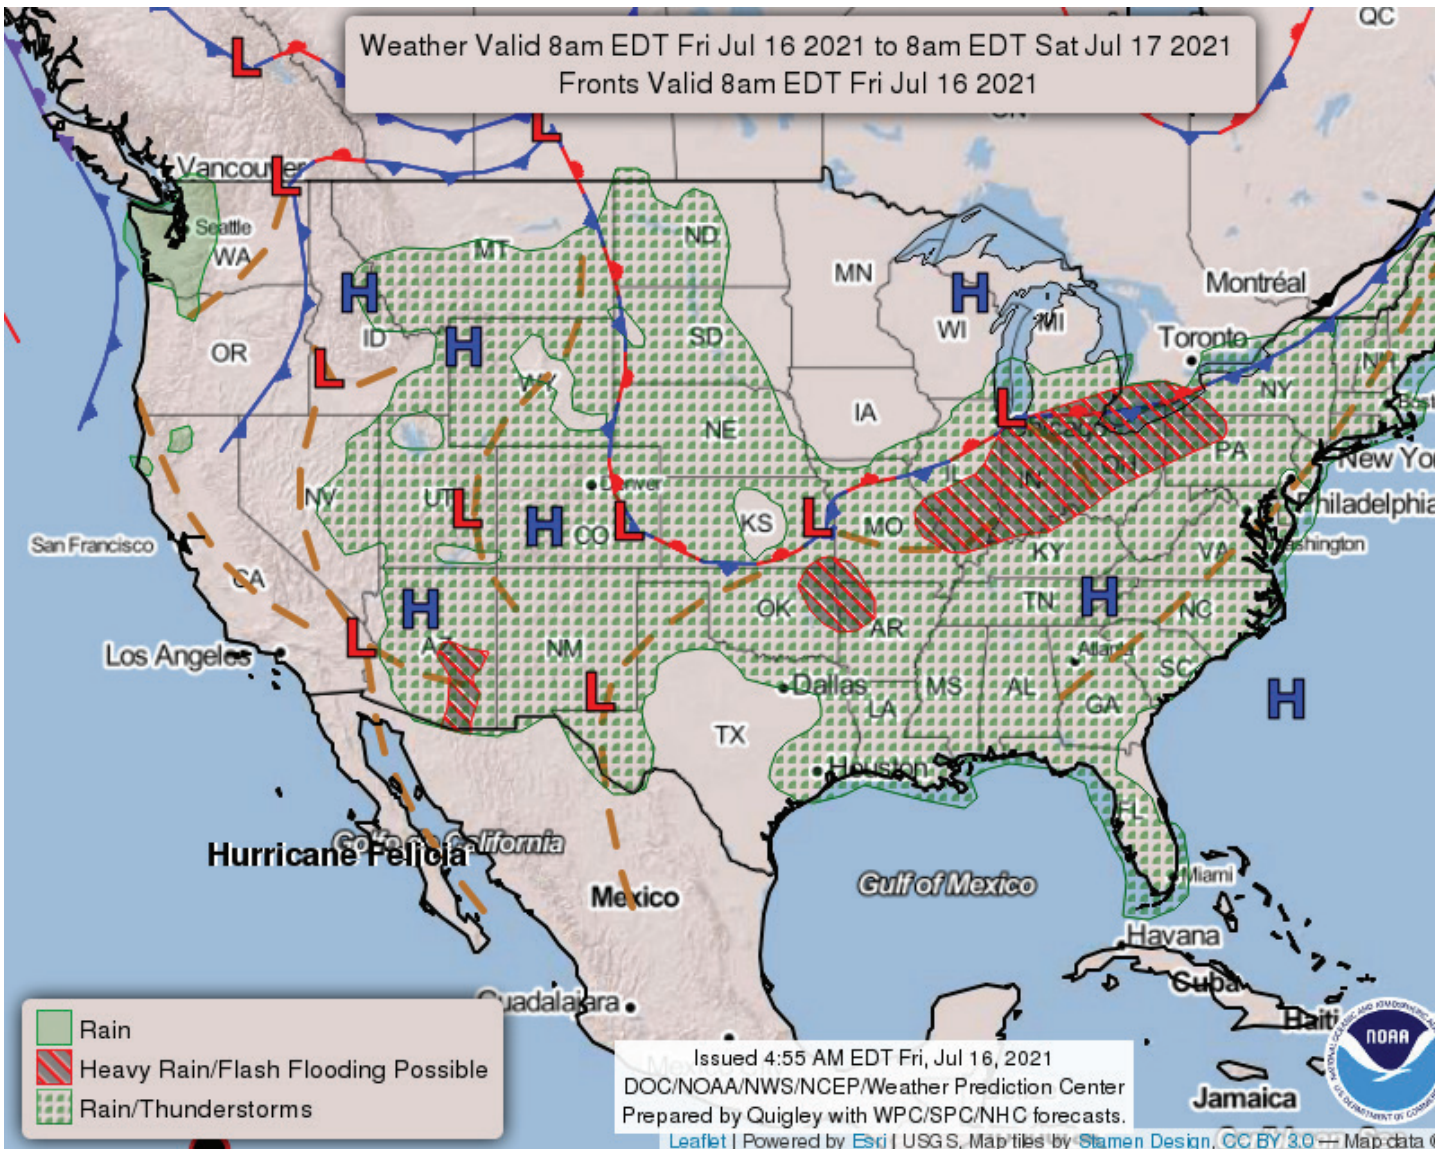 Weather Valid 8am EDT Fri Jul 16 2021 to 8am EDT Sat Jul 17 2021
Fronts Valid 8am EDT Fri Jul 16 2021
QC
L
L
Vancouver
L
Seattle
WA
MT
ND
MN
Montréal
H
H
WI
MI
ID
H
OR
SD
Toronto
L
WY
NY
L
IA
NE
Chicago
PA
New Yo
IL
IN
OH
NV
UT
L
Denver
H
CO
L
KS
L
MO
Philadelphia
San Francisco
KY
VA
ashington
CA
H
AZ
NM
OK
AR
TN
H
NC
Los Angeles
L
Atlanta
SC
L
Dallas
LA
MS
AL
GA
H
TX
Houston
FL
Golfo de California
Hurricane Felicia
Mexico
Gulf of Mexico
Miami
Havana
Cuba
Guadalajara
Haiti
Jamaica
Rain
Heavy Rain/Flash Flooding Possible
Rain/Thunderstorms
Issued 4:55 AM EDT Fri, Jul 16, 2021
DOC/NOAA/NWS/NCEP/Weather Prediction Center
Prepared by Quigley with WPC/SPC/NHC forecasts.
NOAA
Leaflet | Powered by Esri | USGS, Map tiles by Stamen Design, CC BY 3.0 — Map data ©